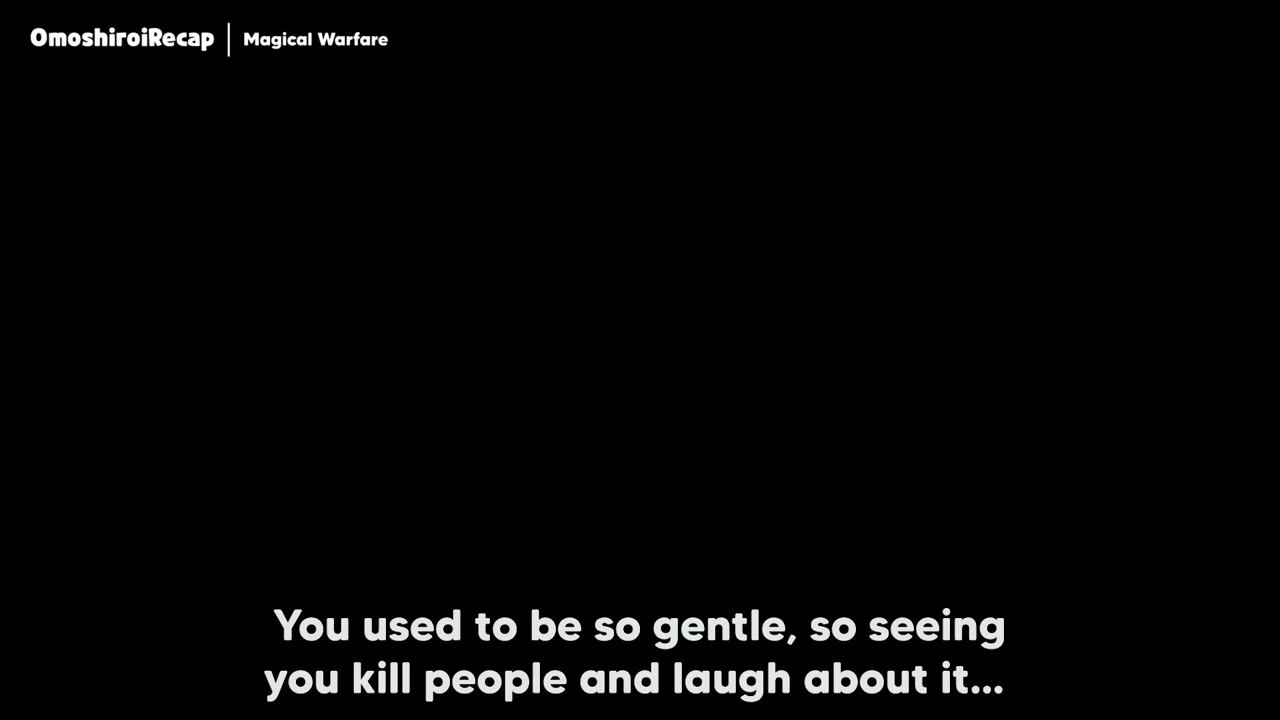 OmoshiroiRecap | Magical Warfare
You used to be so gentle, so seeing
you kill people and laugh about it...